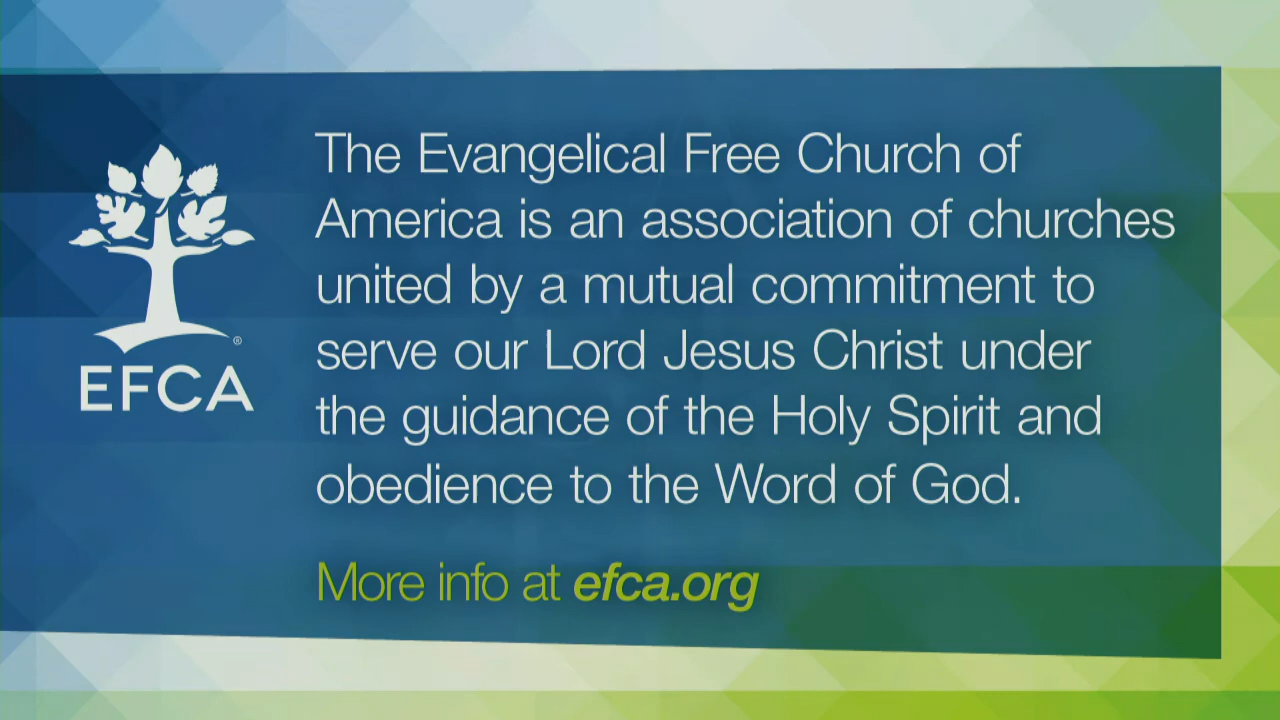 EFCA®
The Evangelical Free Church of
America is an association of churches
united by a mutual commitment to
serve our Lord Jesus Christ under
the guidance of the Holy Spirit and
obedience to the Word of God.
More info at efca.org